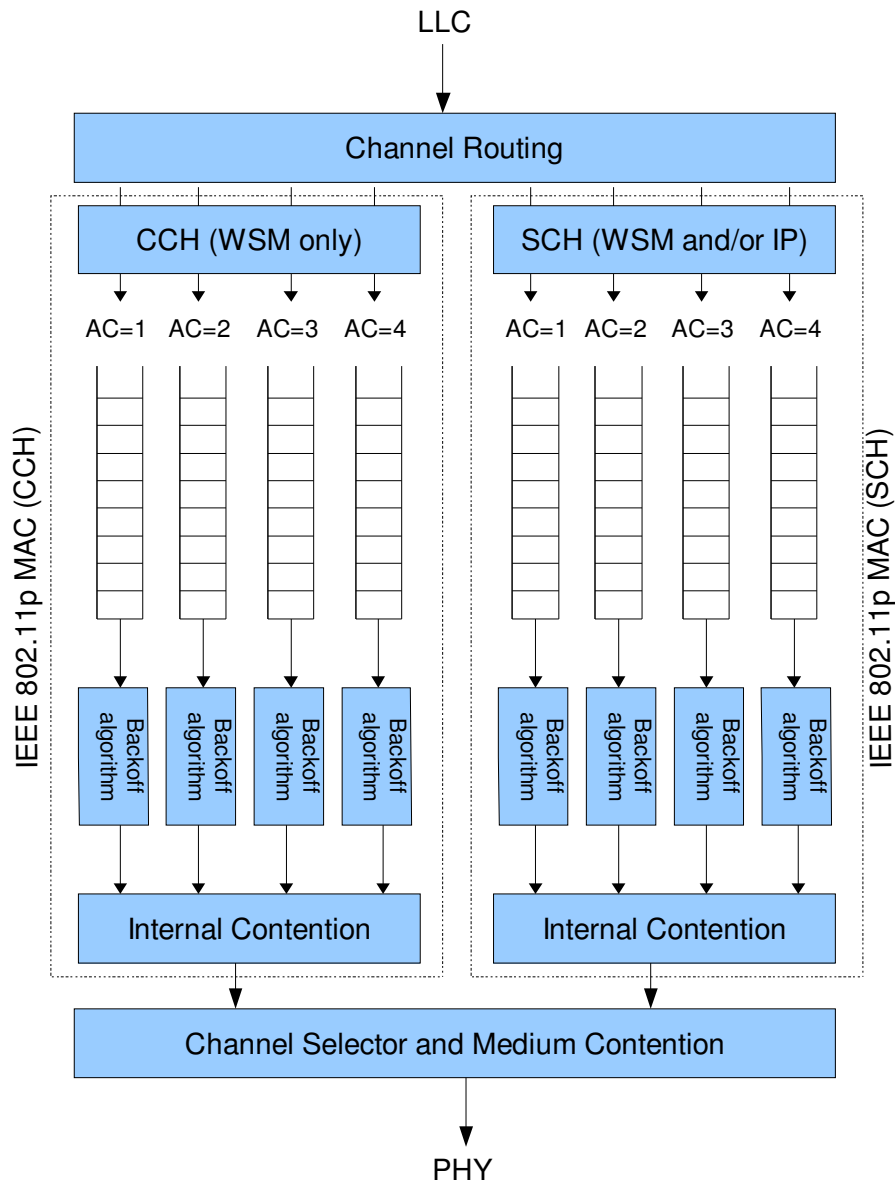 LLC
Channel Routing
CCH (WSM only)
SCH (WSM and/or IP)
AC=1 AC=2 AC=3 AC=4
AC=1 AC=2 AC=3 AC=4
IEEE 802.11p MAC (CCH)
IEEE 802.11p MAC (SCH)
Backoff
algorithm
Backoff
algorithm
Backoff
algorithm
Backoff
algorithm
Backoff
algorithm
Backoff
algorithm
Backoff
algorithm
Backoff
algorithm
Internal Contention
Internal Contention
Channel Selector and Medium Contention
PHY